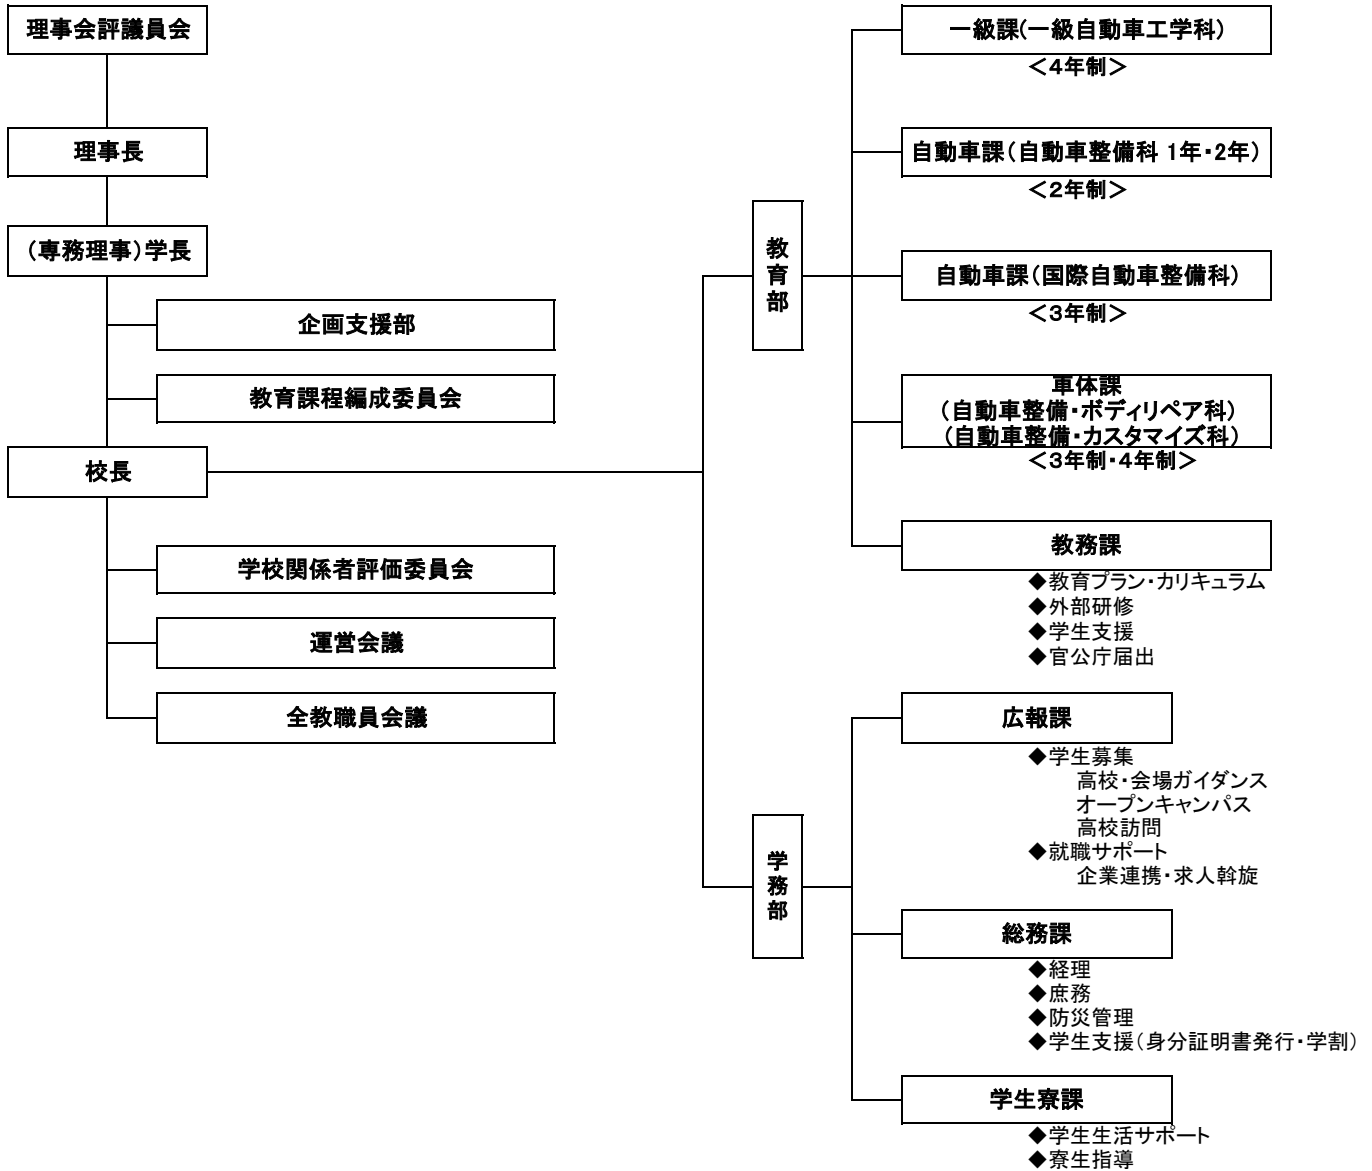 理事会評議員会
理事長
（専務理事）学長
企画支援部
教育課程編成委員会
校長
学校関係者評価委員会
運営会議
全教職員会議
教育部
一級課(一級自動車工学科)
＜4年制＞
自動車課（自動車整備科 1年・2年）
＜2年制＞
自動車課（国際自動車整備科）
＜3年制＞
車体課
（自動車整備・ボディリペア科）
（自動車整備・カスタマイズ科）
＜3年制・4年制＞
教務課
◆教育プラン・カリキュラム
◆外部研修
◆学生支援
◆官公庁届出
学務部
広報課
◆学生募集
高校・会場ガイダンス
オープンキャンパス
高校訪問
◆就職サポート
企業連携・求人斡旋
総務課
◆経理
◆庶務
◆防災管理
◆学生支援（身分証明書発行・学割）
学生寮課
◆学生生活サポート
◆寮生指導